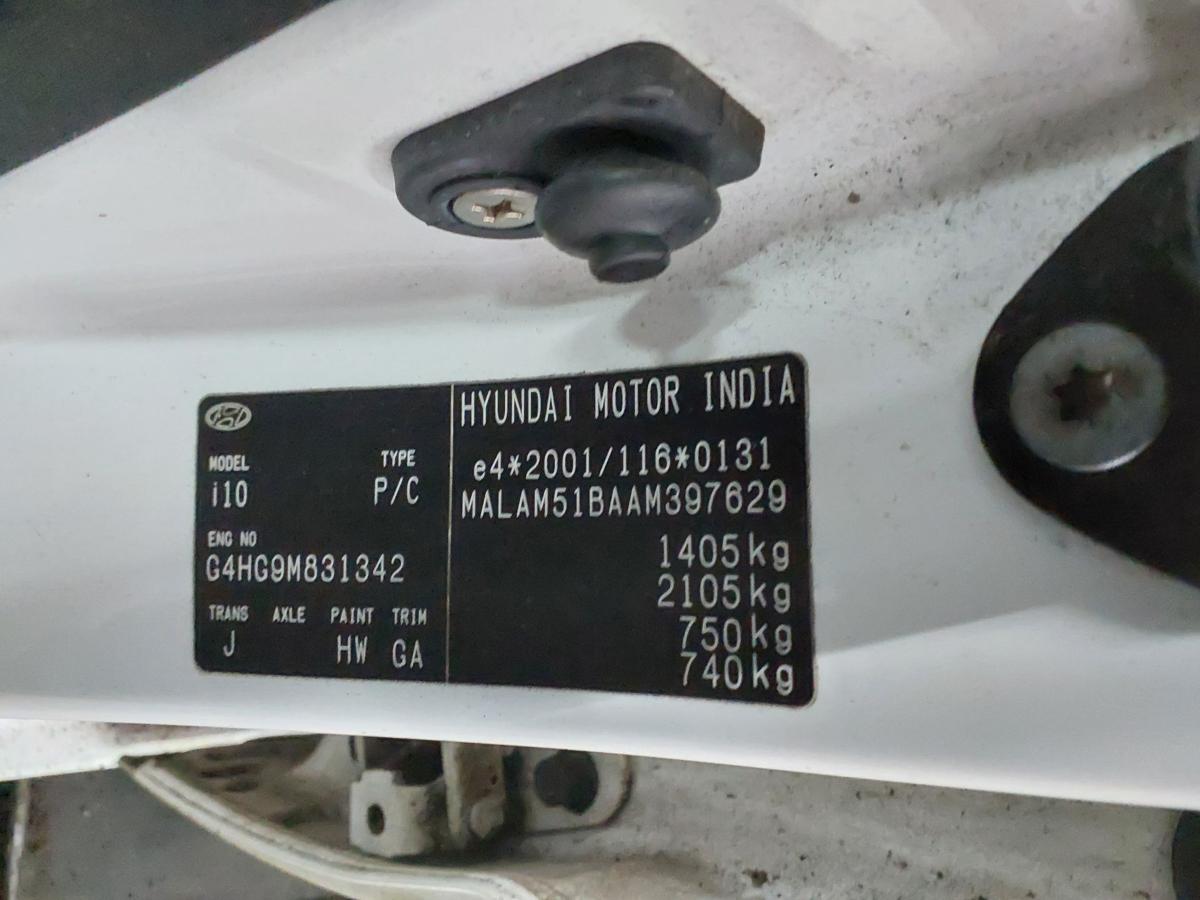 MODEL TYPE
i10 P/C
ENG NO
G4HG9M831342
TRANS AXLE PAINT TRIM
J HW GA
HYUNDAI MOTOR INDIA
e4*2001/116*0131
MALAM51BAAM397629
1405kg
2105kg
750kg
740kg